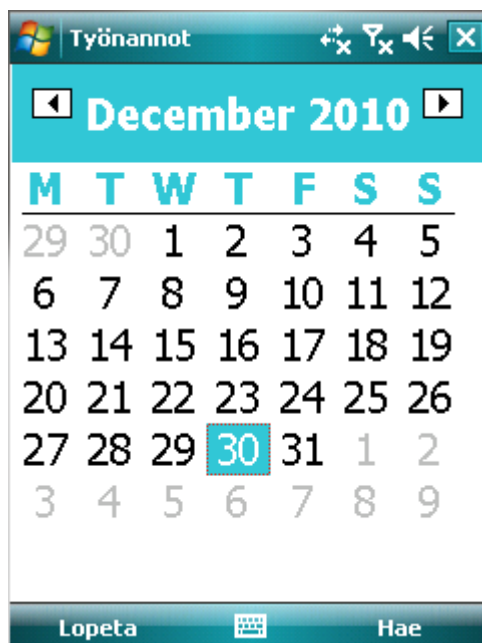 Työnannot
December 2010
M T W T F S S
29 30 1 2 3 4 5
6 7 8 9 10 11 12
13 14 15 16 17 18 19
20 21 22 23 24 25 26
27 28 29 30 31 1 2
3 4 5 6 7 8 9
Lopeta Hae